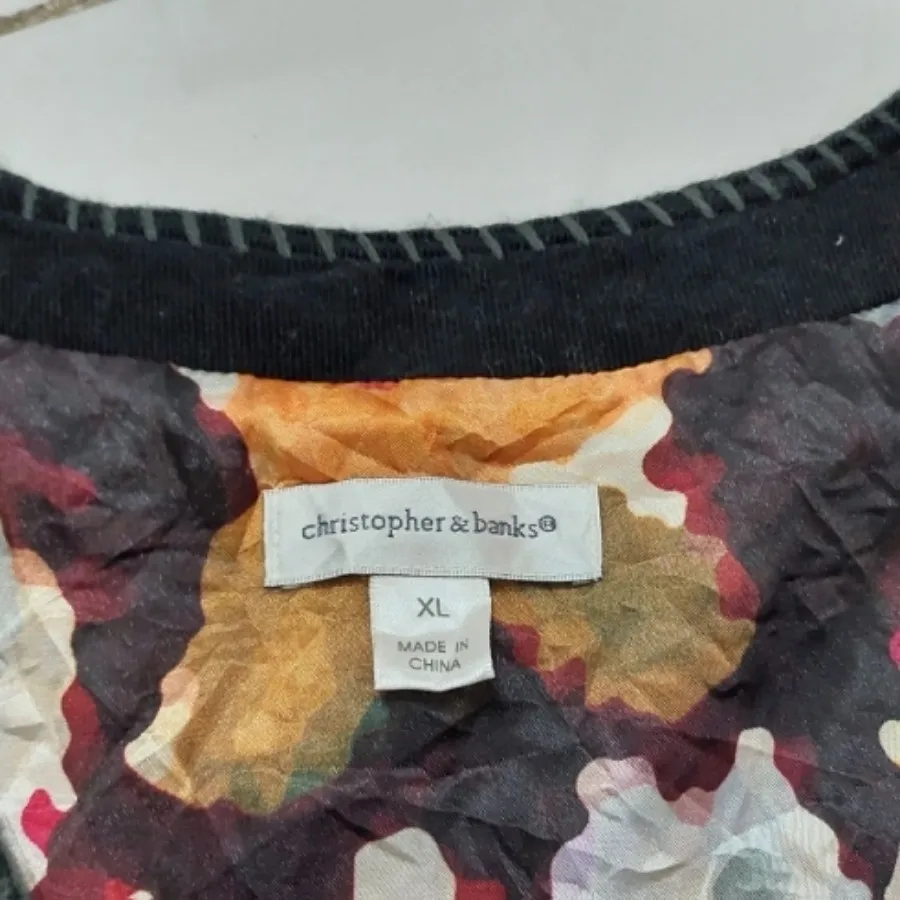 christopher & banks®
XL
MADE IN
CHINA